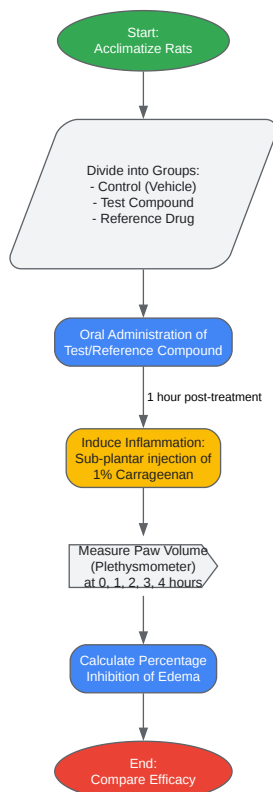 Start:
Acclimatize Rats
Divide into Groups:
- Control (Vehicle)
- Test Compound
- Reference Drug
Oral Administration of
Test/Reference Compound
1 hour post-treatment
Induce Inflammation:
Sub-plantar injection of
1% Carrageenan
Measure Paw Volume
(Plethysmometer)
at 0, 1, 2, 3, 4 hours
Calculate Percentage
Inhibition of Edema
End:
Compare Efficacy